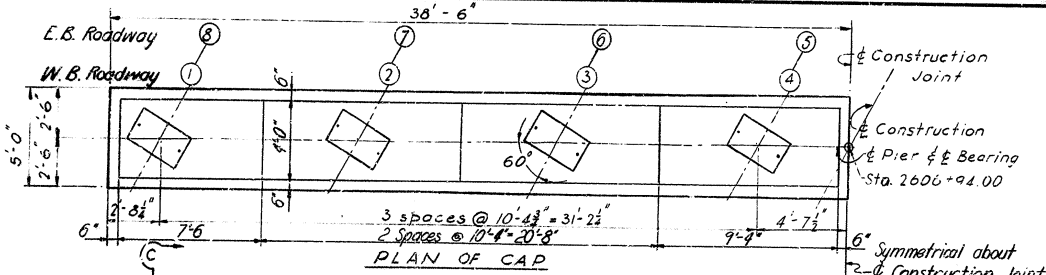 38'-6"
E.B. Roadway ⑧ ⑦ ⑥ ⑤
W.B. Roadway ① ② ③ ④
℄ Construction
Joint
5'-0"
2'-6"
2'-6"
6"
4'-0"
6"
60°
℄ Construction
℄ Pier & ℄ Bearing
Sta. 2606+94.00
2'-8¼"
3 spaces @ 10'-4¾" = 31'-2¼"
4'-7½"
6"
7'-6
2 Spaces @ 10'-4" = 20'-8"
9'-4"
6"
C
PLAN OF CAP
Symmetrical about
℄ Construction Joint